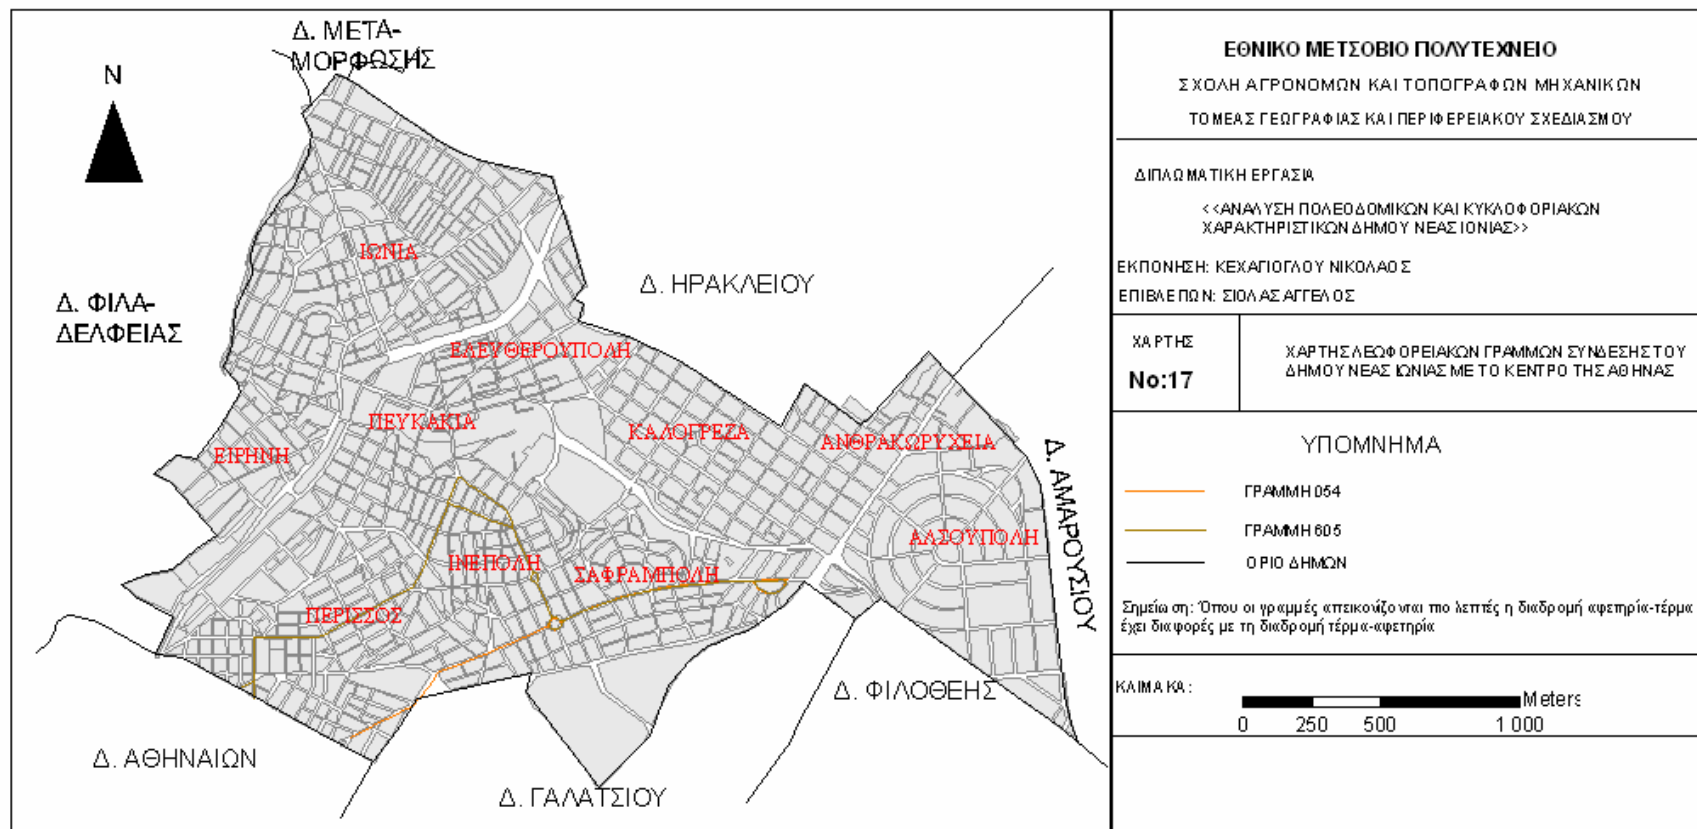 Δ. ΜΕΤΑ-
ΜΟΡΦΩΣΗΣ
N
ΙΩΝΙΑ
Δ. ΗΡΑΚΛΕΙΟΥ
Δ. ΦΙΛΑ-
ΔΕΛΦΕΙΑΣ
ΕΛΕΥΘΕΡΟΥΠΟΛΗ
ΠΕΥΚΑΚΙΑ
ΚΑΛΟΓΡΕΖΑ
ΑΝΘΡΑΚΩΡΥΧΕΙΑ
ΕΙΡΗΝΗ
Δ. ΑΜΑΡΟΥΣΙΟΥ
ΑΛΣΟΥΠΟΛΗ
ΙΝΕΠΟΛΗ
ΣΑΦΡΑΜΠΟΛΗ
ΠΕΡΙΣΣΟΣ
Δ. ΦΙΛΟΘΕΗΣ
Δ. ΑΘΗΝΑΙΩΝ
Δ. ΓΑΛΑΤΣΙΟΥ
ΕΘΝΙΚΟ ΜΕΤΣΟΒΙΟ ΠΟΛΥΤΕΧΝΕΙΟ
ΣΧΟΛΗ ΑΓΡΟΝΟΜΩΝ ΚΑΙ ΤΟΠΟΓΡΑΦΩΝ ΜΗΧΑΝΙΚΩΝ
ΤΟΜΕΑΣ ΓΕΩΓΡΑΦΙΑΣ ΚΑΙ ΠΕΡΙΦΕΡΕΙΑΚΟΥ ΣΧΕΔΙΑΣΜΟΥ
ΔΙΠΛΩΜΑΤΙΚΗ ΕΡΓΑΣΙΑ
<<ΑΝΑΛΥΣΗ ΠΟΛΕΟΔΟΜΙΚΩΝ ΚΑΙ ΚΥΚΛΟΦΟΡΙΑΚΩΝ
ΧΑΡΑΚΤΗΡΙΣΤΙΚΩΝ ΔΗΜΟΥ ΝΕΑΣ ΙΟΝΙΑΣ>>
ΕΚΠΟΝΗΣΗ: ΚΕΧΑΓΙΟΓΛΟΥ ΝΙΚΟΛΑΟΣ
ΕΠΙΒΛΕΠΩΝ: ΣΙΟΛΑΣ ΑΓΓΕΛΟΣ
ΧΑΡΤΗΣ
No:17
ΧΑΡΤΗΣ ΛΕΩΦΟΡΕΙΑΚΩΝ ΓΡΑΜΜΩΝ ΣΥΝΔΕΣΗΣ ΤΟΥ
ΔΗΜΟΥ ΝΕΑΣ ΙΩΝΙΑΣ ΜΕ ΤΟ ΚΕΝΤΡΟ ΤΗΣ ΑΘΗΝΑΣ
ΥΠΟΜΝΗΜΑ
ΓΡΑΜΜΗ 054
ΓΡΑΜΜΗ 605
ΟΡΙΟ ΔΗΜΩΝ
Σημείωση: Όπου οι γραμμές απεικονίζονται πιο λεπτές η διαδρομή αφετηρία-τέρμα
έχει διαφορές με τη διαδρομή τέρμα-αφετηρία
ΚΛΙΜΑΚΑ:
Meters
0 250 500 1 000